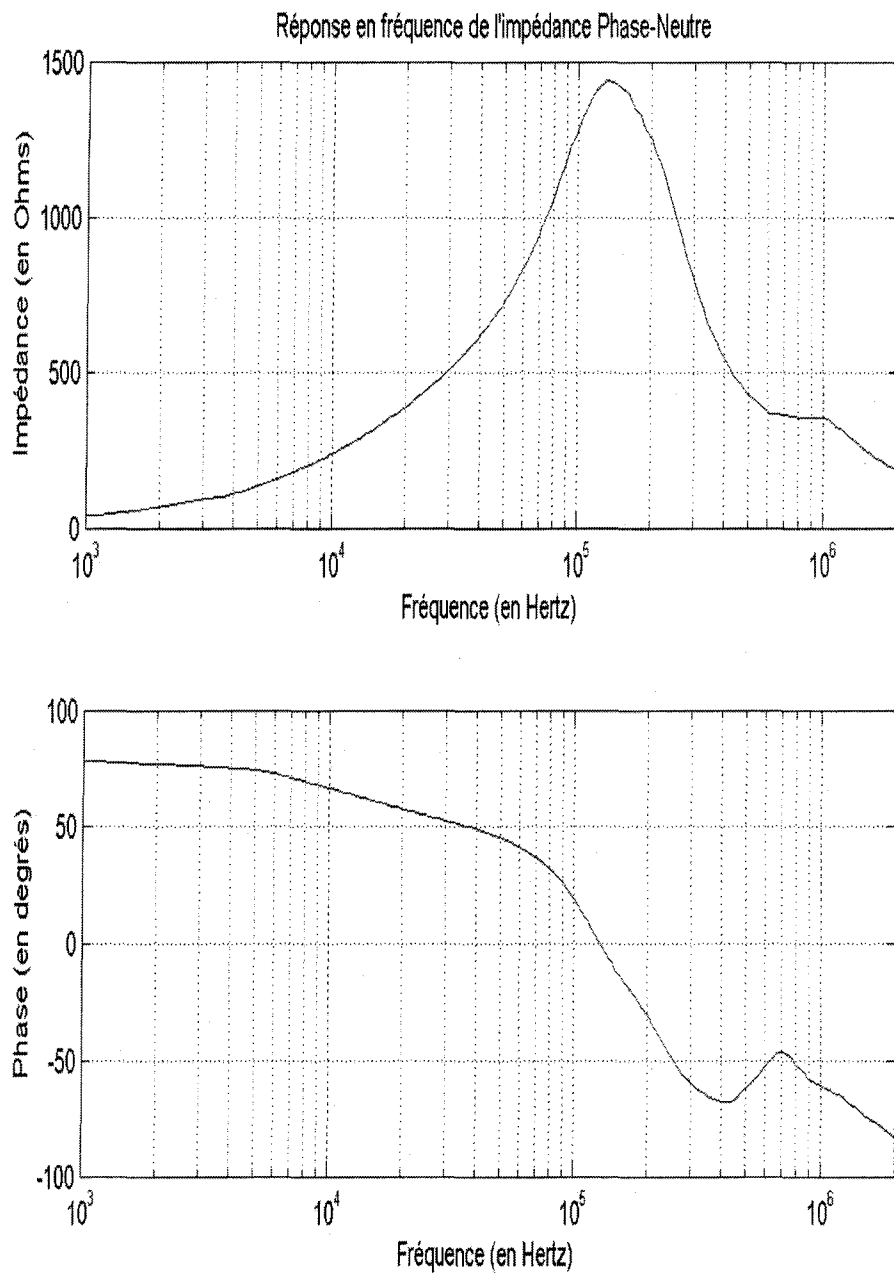 Réponse en fréquence de l'impédance Phase-Neutre
1500
1000
500
0
Impédance (en Ohms)
10³ 10⁴ 10⁵ 10⁶
Fréquence (en Hertz)
100
50
0
-50
-100
Phase (en degrés)
10³ 10⁴ 10⁵ 10⁶
Fréquence (en Hertz)